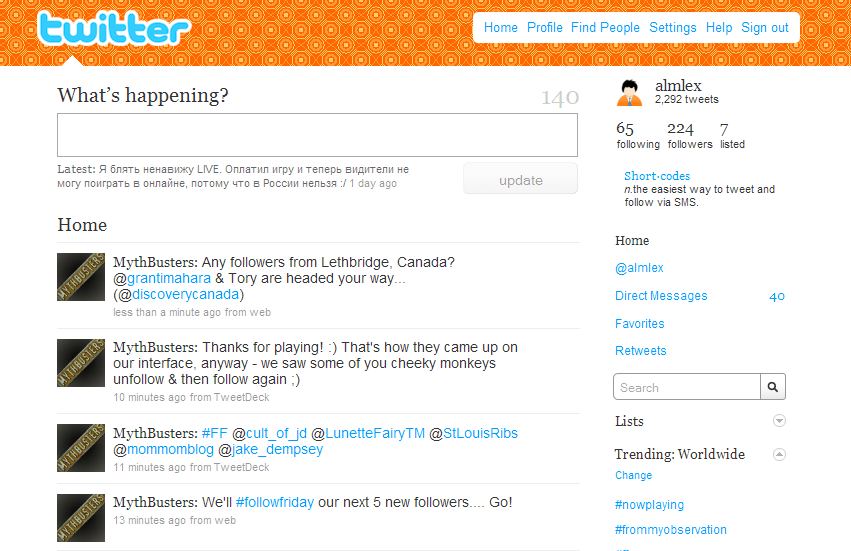 twitter
Home Profile Find People Settings Help Sign out
What's happening?
140
Latest: Я блять ненавижу LIVE. Оплатил игру и теперь видители не
могу поиграть в онлайне, потому что в России нельзя :/ 1 day ago
update
Home
MythBusters: Any followers from Lethbridge, Canada?
@grantimahara & Tory are headed your way...
(@discoverycanada)
less than a minute ago from web
MythBusters: Thanks for playing! :) That's how they came up on
our interface, anyway - we saw some of you cheeky monkeys
unfollow & then follow again ;)
10 minutes ago from TweetDeck
MythBusters: #FF @cult_of_jd @LunetteFairyTM @StLouisRibs
@mommomblog @jake_dempsey
11 minutes ago from TweetDeck
MythBusters: We'll #followfriday our next 5 new followers.... Go!
13 minutes ago from web
almlex
2,292 tweets
65 224 7
following followers listed
Short·codes
n.the easiest way to tweet and
follow via SMS.
Home
@almlex
Direct Messages 40
Favorites
Retweets
Search
Lists
Trending: Worldwide
Change
#nowplaying
#frommyobservation
MYTHBUSTERS
MYTHBUSTERS
MYTHBUSTERS
MYTHBUSTERS